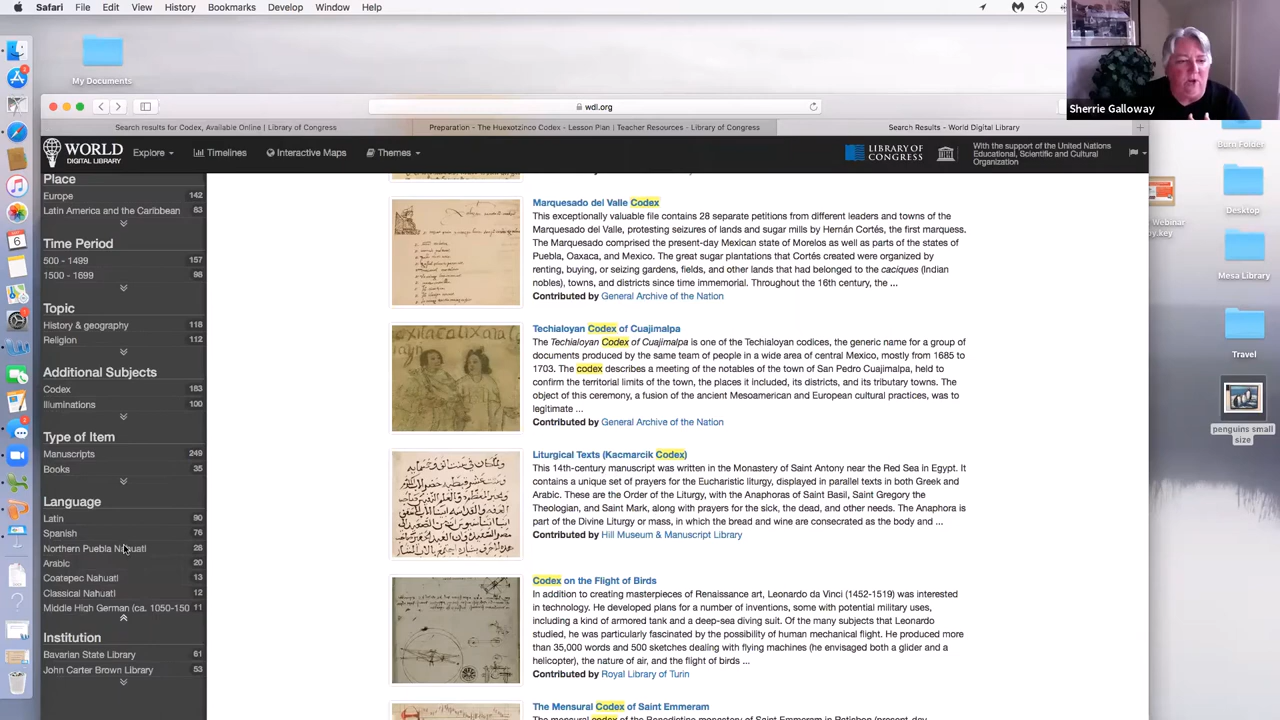 Safari File Edit View History Bookmarks Develop Window Help
My Documents
Sherrie Galloway
wdl.org
Search results for Codex, Available Online | Library of Congress
Preparation - The Huexotzinco Codex - Lesson Plan | Teacher Resources - Library of Congress
Search Results - World Digital Library
WORLD
DIGITAL LIBRARY
Explore
Timelines
Interactive Maps
Themes
LIBRARY OF
CONGRESS
With the support of the United Nations
Educational, Scientific and Cultural
Organization
Place
Europe 142
Latin America and the Caribbean 83
Time Period
500 - 1499 157
1500 - 1699 86
Topic
History & geography 118
Religion 112
Additional Subjects
Codex 183
Illuminations 100
Type of Item
Manuscripts 249
Books 35
Language
Latin 90
Spanish 76
Northern Puebla Nahuatl 28
Arabic 20
Coatepec Nahuatl 13
Classical Nahuatl 12
Middle High German (ca. 1050-150 11
Institution
Bavarian State Library 61
John Carter Brown Library 53
Marquesado del Valle Codex
This exceptionally valuable file contains 28 separate petitions from different leaders and towns of the
Marquesado del Valle, protesting seizures of lands and sugar mills by Hernán Cortés, the first marquess.
The Marquesado comprised the present-day Mexican state of Morelos as well as parts of the states of
Puebla, Oaxaca, and Mexico. The great sugar plantations that Cortés created were organized by
renting, buying, or seizing gardens, fields, and other lands that had belonged to the caciques (Indian
nobles), towns, and districts since time immemorial. Throughout the 16th century, the ...
Contributed by General Archive of the Nation
Techialoyan Codex of Cuajimalpa
The Techialoyan Codex of Cuajimalpa is one of the Techialoyan codices, the generic name for a group of
documents produced by the same team of people in a wide area of central Mexico, mostly from 1685 to
1703. The codex describes a meeting of the notables of the town of San Pedro Cuajimalpa, held to
confirm the territorial limits of the town, the places it included, its districts, and its tributary towns. The
object of this ceremony, a fusion of the ancient Mesoamerican and European cultural practices, was to
legitimate ...
Contributed by General Archive of the Nation
Liturgical Texts (Kacmarcik Codex)
This 14th-century manuscript was written in the Monastery of Saint Antony near the Red Sea in Egypt. It
contains a unique set of prayers for the Eucharistic liturgy, displayed in parallel texts in both Greek and
Arabic. These are the Order of the Liturgy, with the Anaphoras of Saint Basil, Saint Gregory the
Theologian, and Saint Mark, along with prayers for the sick, the dead, and other needs. The Anaphora is
part of the Divine Liturgy or mass, in which the bread and wine are consecrated as the body and ...
Contributed by Hill Museum & Manuscript Library
Codex on the Flight of Birds
In addition to creating masterpieces of Renaissance art, Leonardo da Vinci (1452-1519) was interested
in technology. He developed plans for a number of inventions, some with potential military uses,
including a kind of armored tank and a deep-sea diving suit. Of the many subjects that Leonardo
studied, he was particularly fascinated by the possibility of human mechanical flight. He produced more
than 35,000 words and 500 sketches dealing with flying machines (he envisaged both a glider and a
helicopter), the nature of air, and the flight of birds ...
Contributed by Royal Library of Turin
The Mensural Codex of Saint Emmeram
Burn Folder
Desktop
Webinar
Mesa Library
Travel
penguins small
size